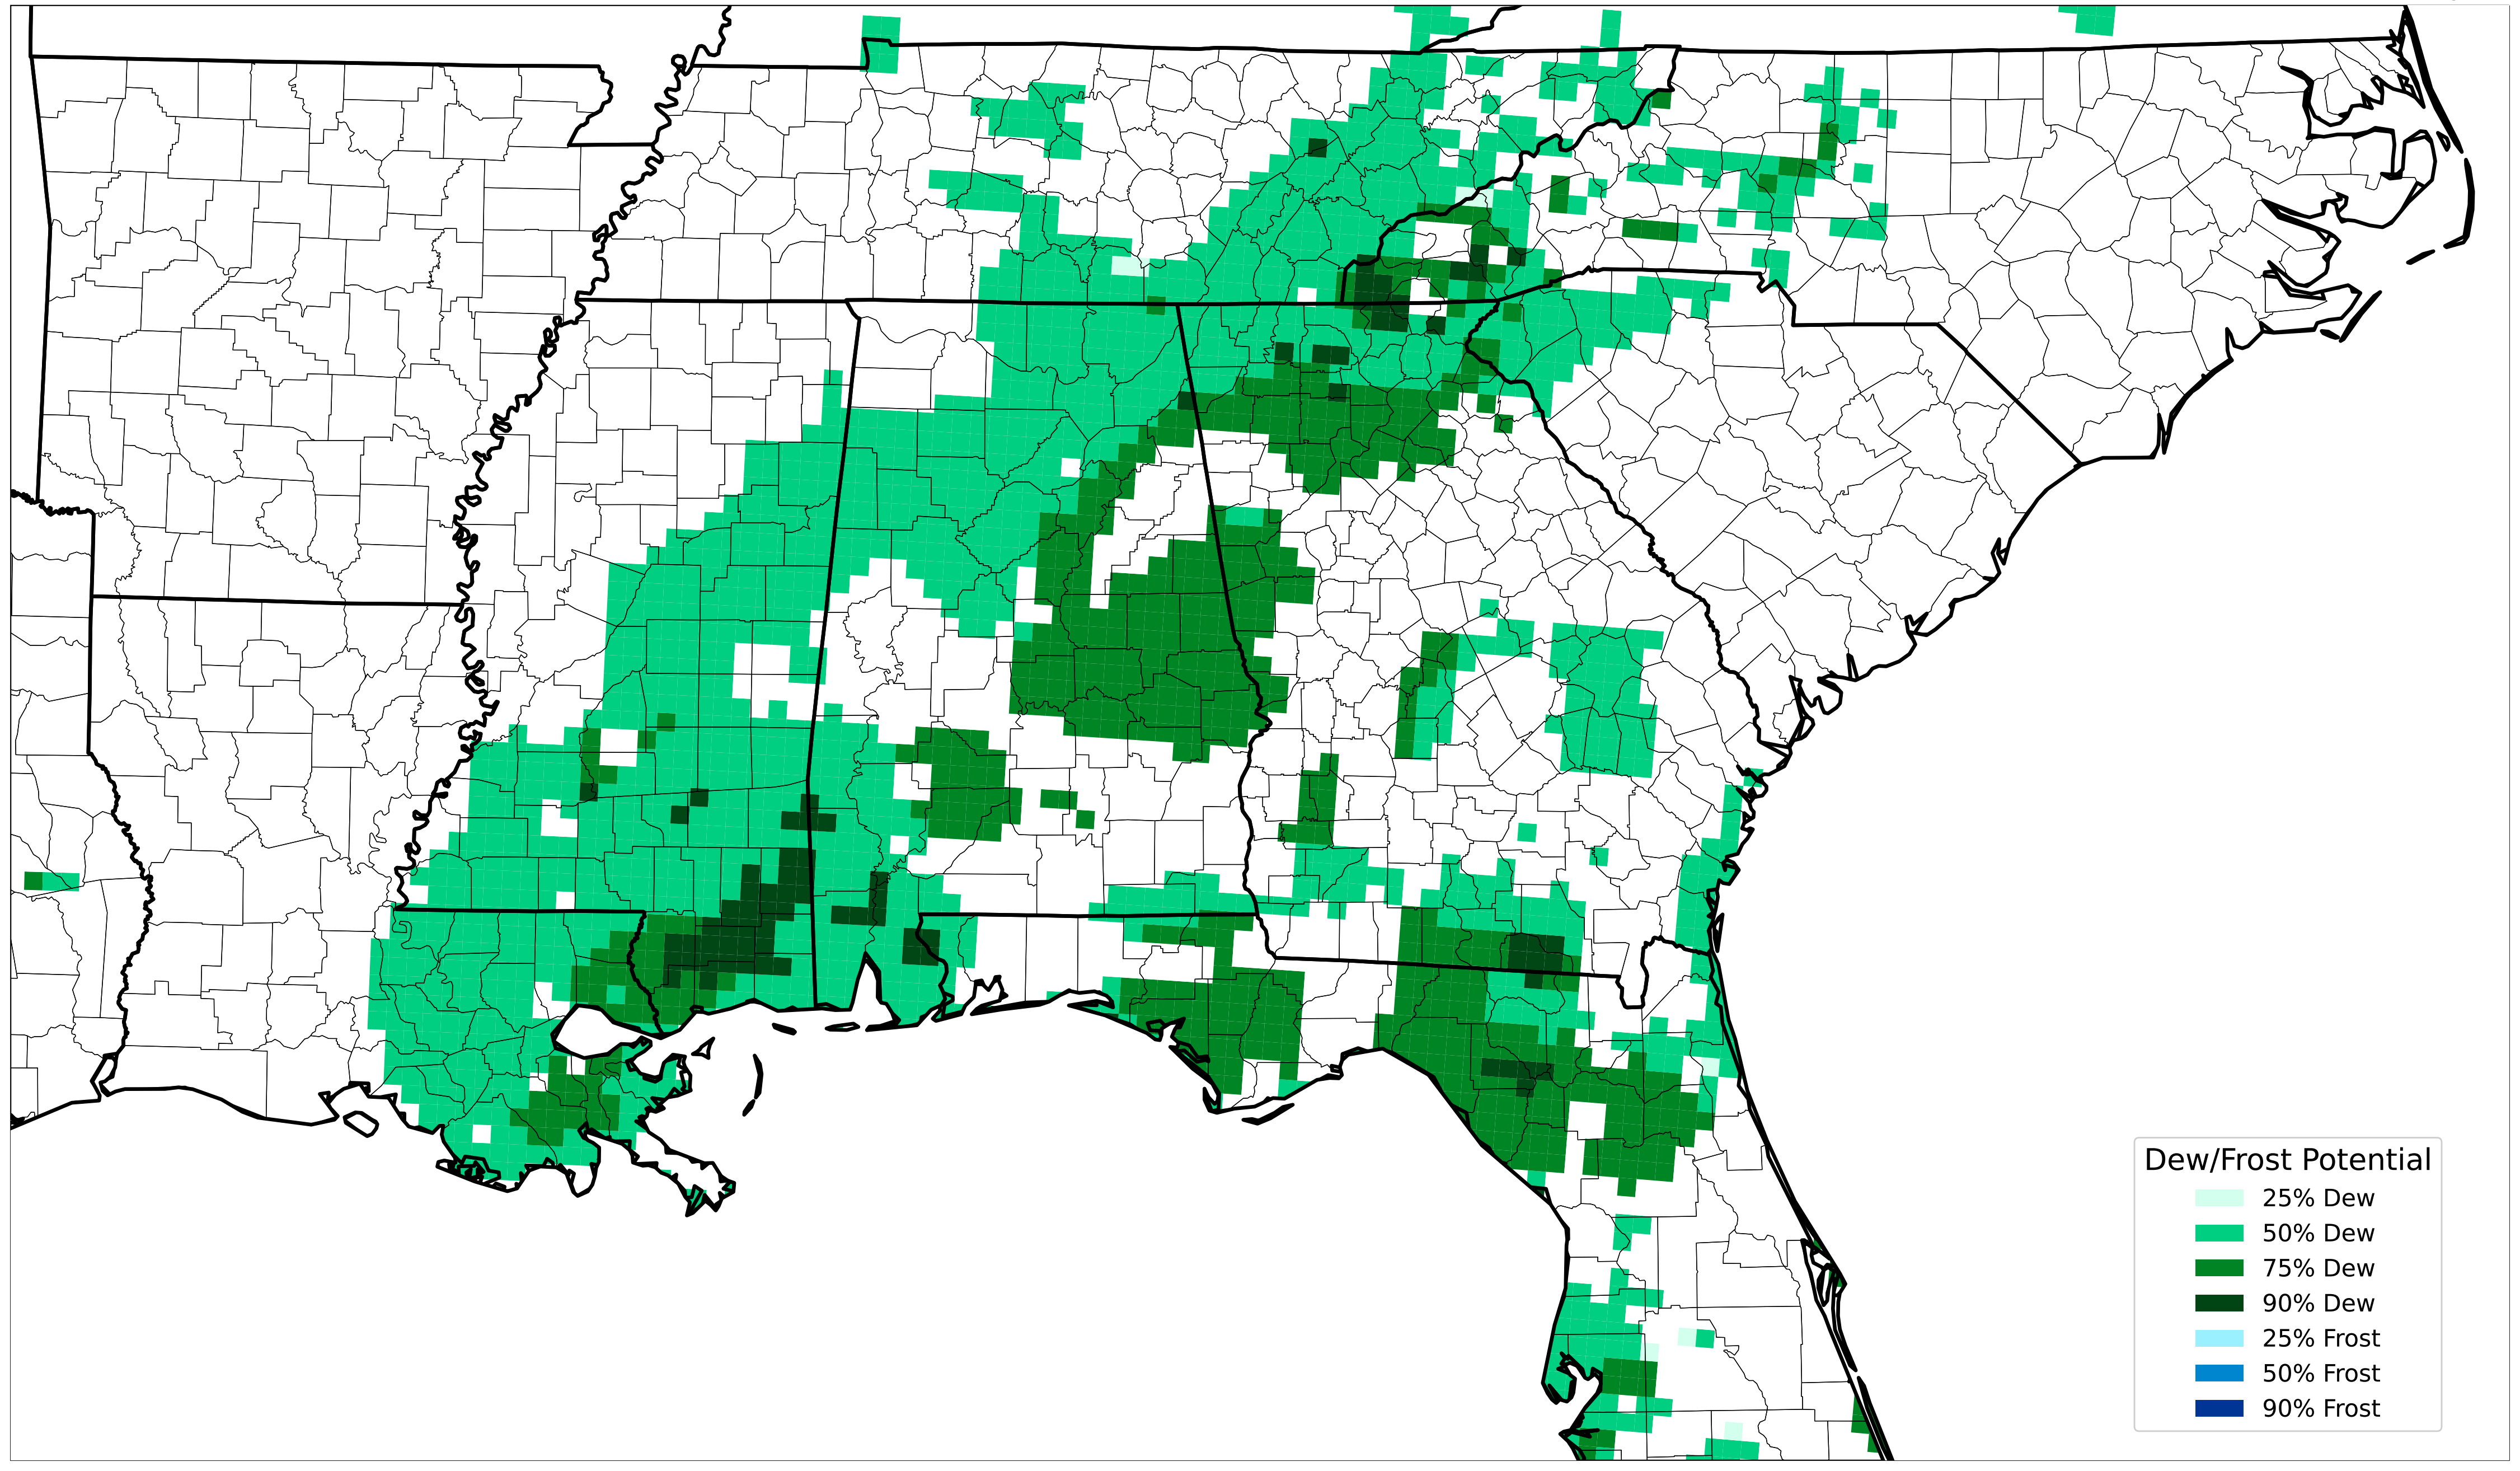 Dew/Frost Potential
25% Dew
50% Dew
75% Dew
90% Dew
25% Frost
50% Frost
90% Frost